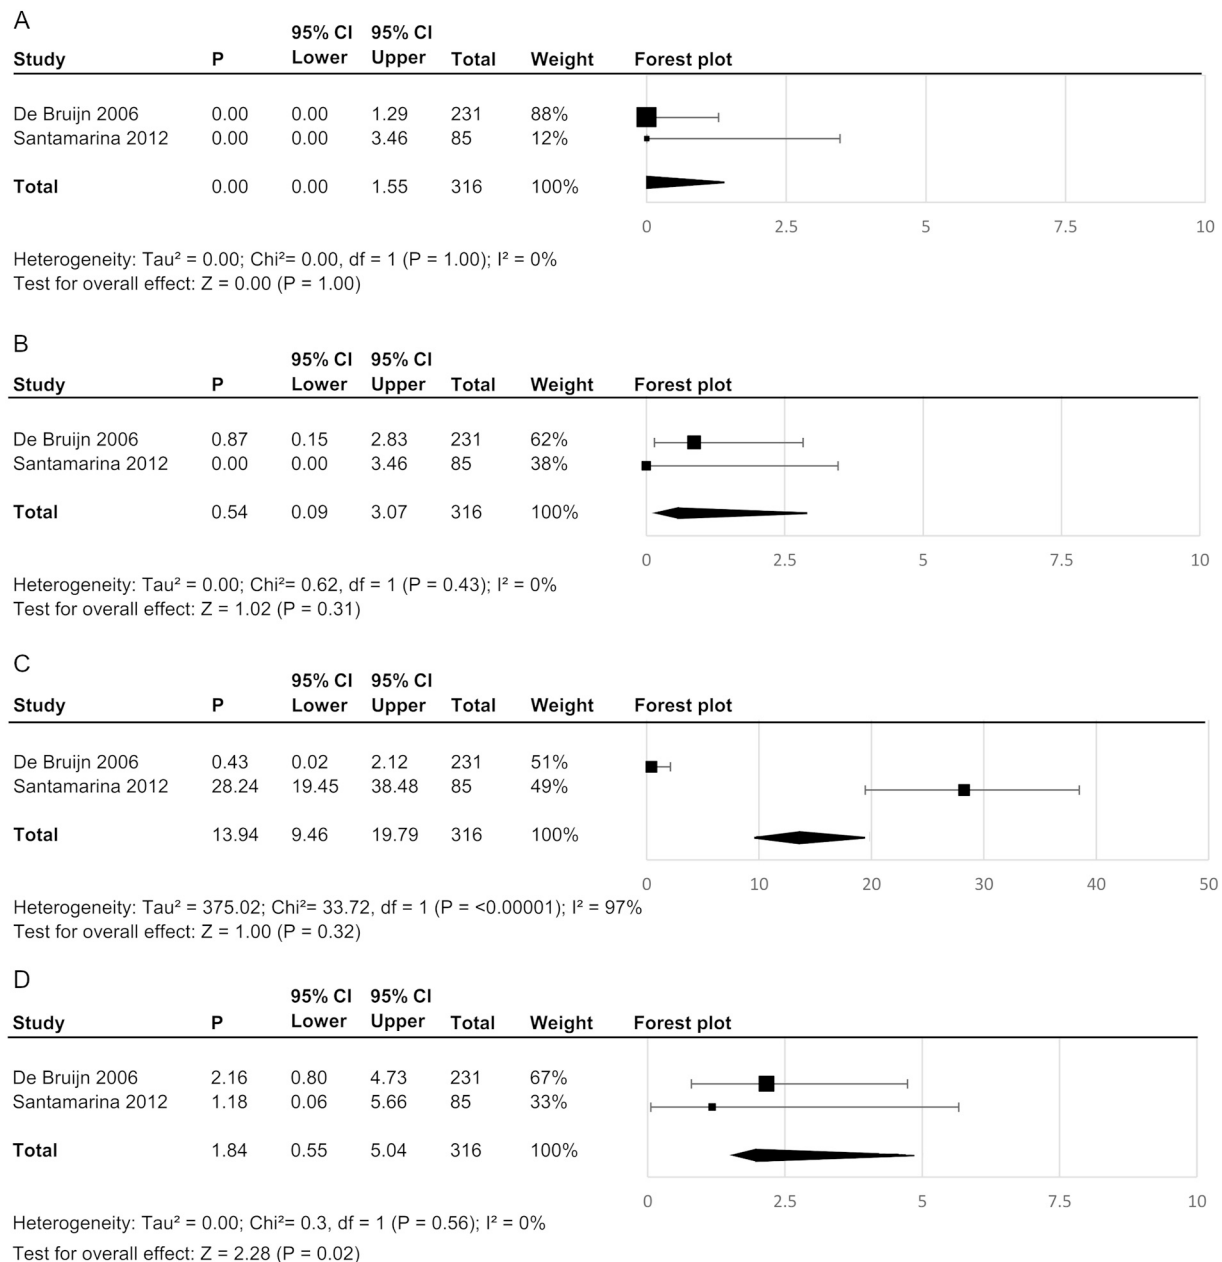 A
95% CI 95% CI
Study P Lower Upper Total Weight Forest plot
De Bruijn 2006 0.00 0.00 1.29 231 88%
Santamarina 2012 0.00 0.00 3.46 85 12%
Total 0.00 0.00 1.55 316 100%
0 2.5 5 7.5 10
Heterogeneity: Tau² = 0.00; Chi²= 0.00, df = 1 (P = 1.00); I² = 0%
Test for overall effect: Z = 0.00 (P = 1.00)
B
95% CI 95% CI
Study P Lower Upper Total Weight Forest plot
De Bruijn 2006 0.87 0.15 2.83 231 62%
Santamarina 2012 0.00 0.00 3.46 85 38%
Total 0.54 0.09 3.07 316 100%
0 2.5 5 7.5 10
Heterogeneity: Tau² = 0.00; Chi²= 0.62, df = 1 (P = 0.43); I² = 0%
Test for overall effect: Z = 1.02 (P = 0.31)
C
95% CI 95% CI
Study P Lower Upper Total Weight Forest plot
De Bruijn 2006 0.43 0.02 2.12 231 51%
Santamarina 2012 28.24 19.45 38.48 85 49%
Total 13.94 9.46 19.79 316 100%
0 10 20 30 40 50
Heterogeneity: Tau² = 375.02; Chi²= 33.72, df = 1 (P = <0.00001); I² = 97%
Test for overall effect: Z = 1.00 (P = 0.32)
D
95% CI 95% CI
Study P Lower Upper Total Weight Forest plot
De Bruijn 2006 2.16 0.80 4.73 231 67%
Santamarina 2012 1.18 0.06 5.66 85 33%
Total 1.84 0.55 5.04 316 100%
0 2.5 5 7.5 10
Heterogeneity: Tau² = 0.00; Chi²= 0.3, df = 1 (P = 0.56); I² = 0%
Test for overall effect: Z = 2.28 (P = 0.02)